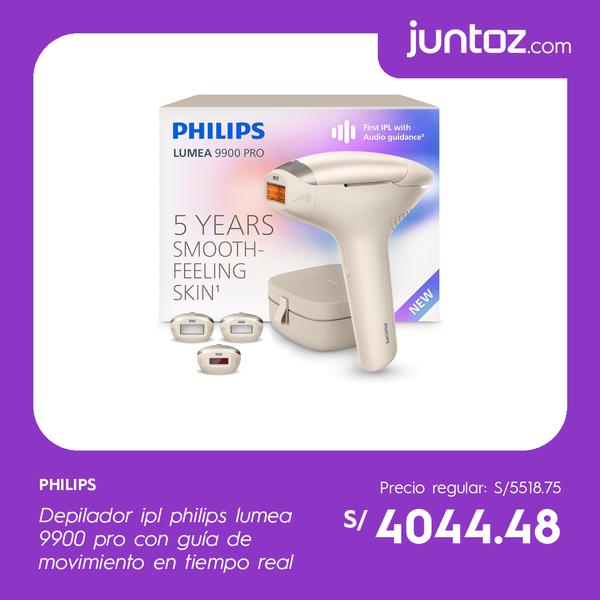 juntoz.com
PHILIPS
LUMEA 9900 PRO
First IPL with
Audio guidance³
5 YEARS
SMOOTH-
FEELING
SKIN¹
NEW
PHILIPS
PHILIPS
Depilador ipl philips lumea
9900 pro con guía de
movimiento en tiempo real
Precio regular: S/5518.75
S/ 4044.48